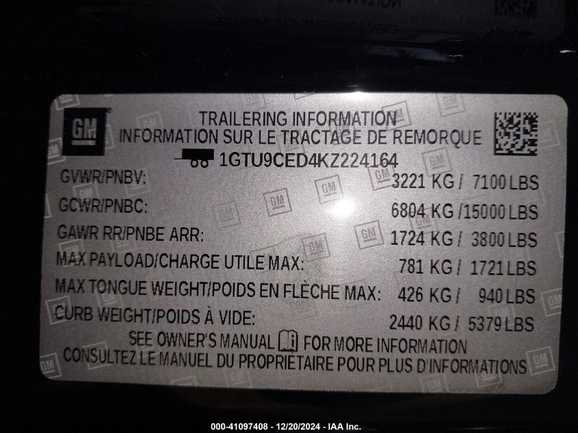 GM
TRAILERING INFORMATION
INFORMATION SUR LE TRACTAGE DE REMORQUE
1GTU9CED4KZ224164
GVWR/PNBV: 3221 KG / 7100 LBS
GCWR/PNBC: 6804 KG /15000 LBS
GAWR RR/PNBE ARR: 1724 KG / 3800 LBS
MAX PAYLOAD/CHARGE UTILE MAX: 781 KG / 1721 LBS
MAX TONGUE WEIGHT/POIDS EN FLÈCHE MAX: 426 KG / 940 LBS
CURB WEIGHT/POIDS À VIDE: 2440 KG / 5379 LBS
SEE OWNER'S MANUAL FOR MORE INFORMATION
CONSULTEZ LE MANUEL DU PROPRIETAIRE POUR PLUS D'INFORMATION
000-41097408 - 12/20/2024 - IAA Inc.